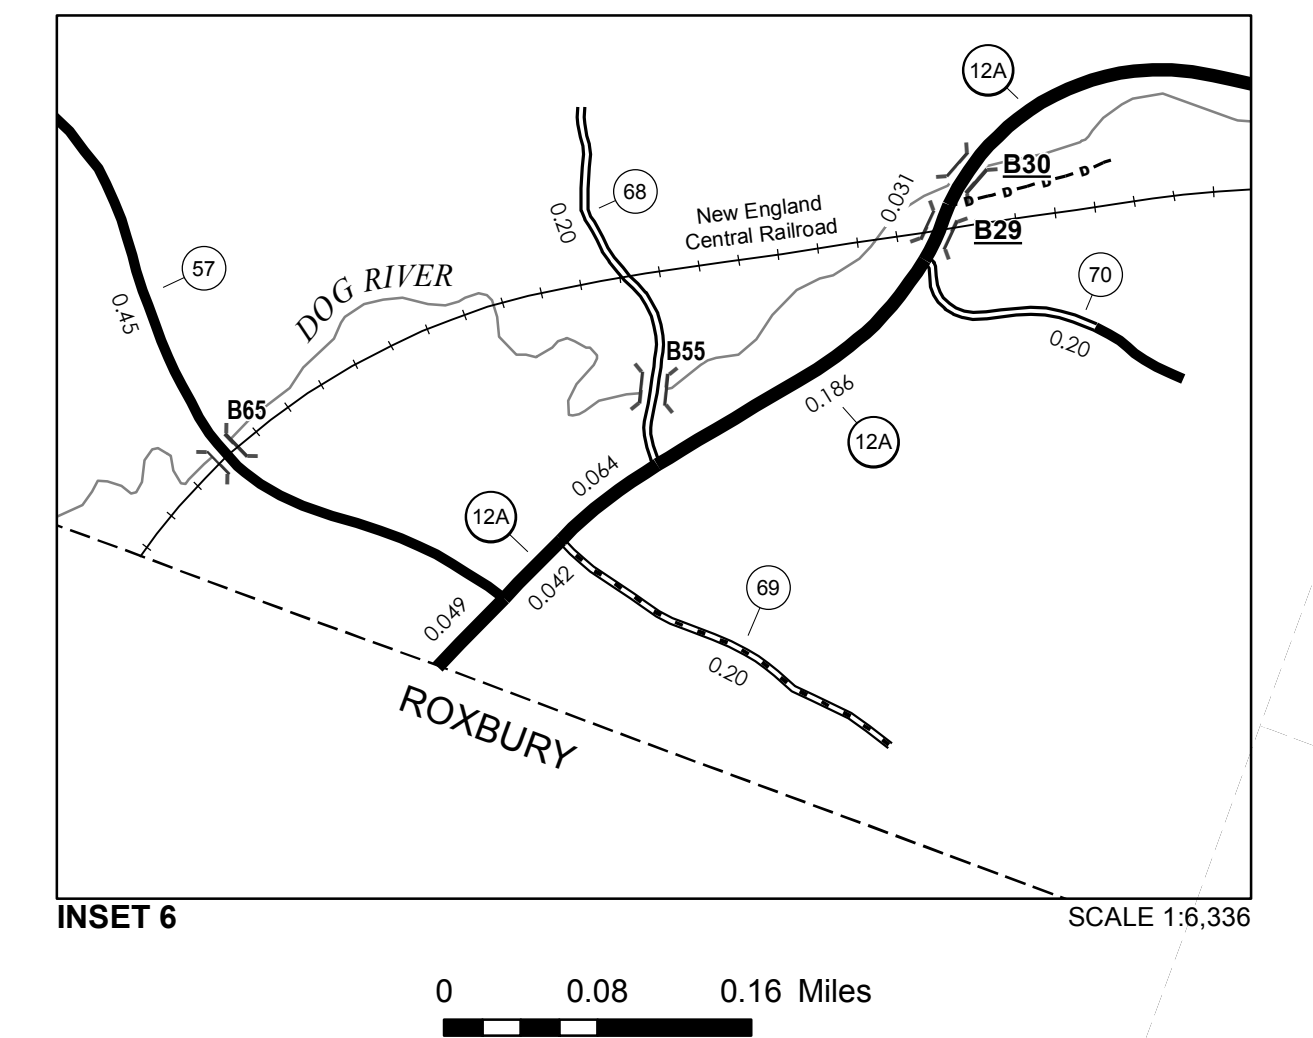 12A
B30
68
0.031
New England
Central Railroad
0.20
B29
57
DOG RIVER
70
0.45
0.20
B55
0.186
B65
12A
0.064
12A
0.042
69
0.049
0.20
ROXBURY
D D D D
INSET 6
SCALE 1:6,336
0 0.08 0.16 Miles